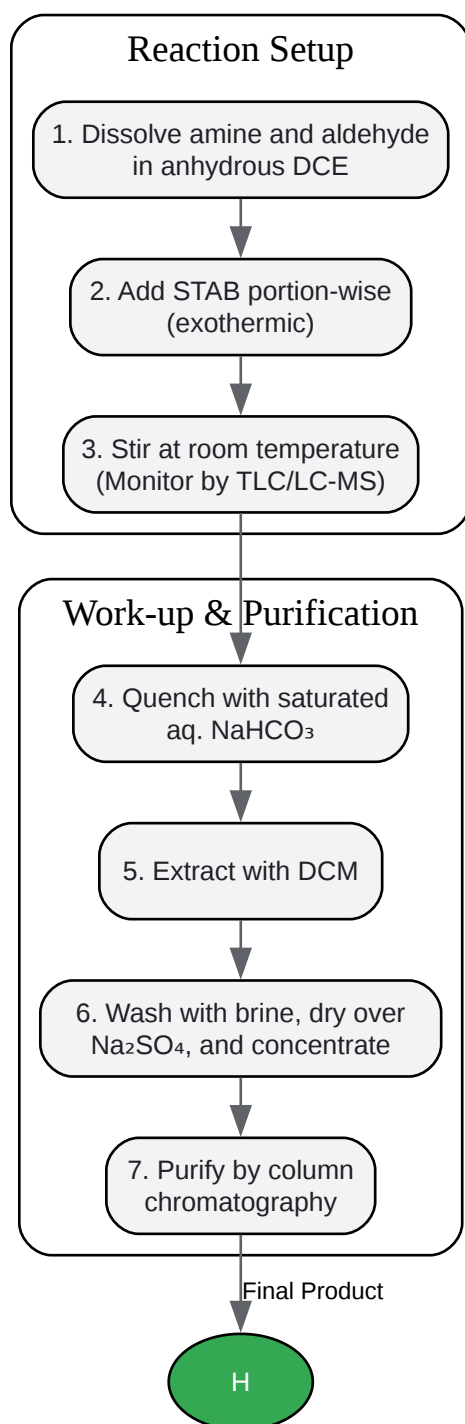 Reaction Setup
1. Dissolve amine and aldehyde
in anhydrous DCE
2. Add STAB portion-wise
(exothermic)
3. Stir at room temperature
(Monitor by TLC/LC-MS)
Work-up & Purification
4. Quench with saturated
aq. NaHCO₃
5. Extract with DCM
6. Wash with brine, dry over
Na₂SO₄, and concentrate
7. Purify by column
chromatography
Final Product
H